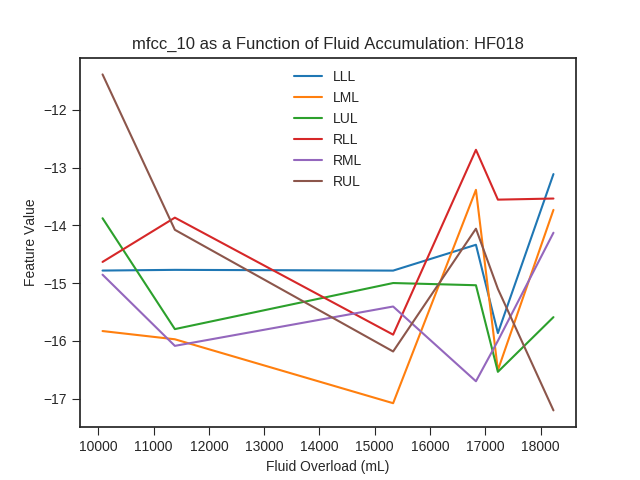 mfcc_10 as a Function of Fluid Accumulation: HF018
LLL
LML
LUL
RLL
RML
RUL
Feature Value
−12
−13
−14
−15
−16
−17
10000 11000 12000 13000 14000 15000 16000 17000 18000
Fluid Overload (mL)